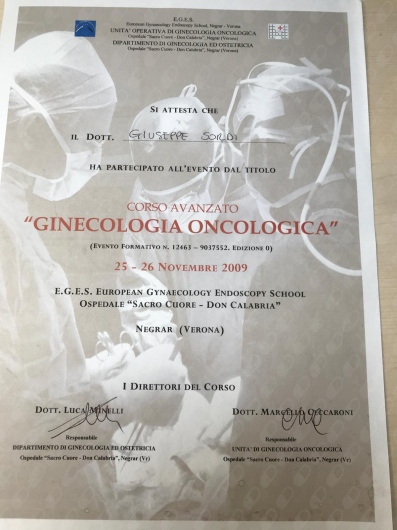 E.G.E.S.
European Gynaecology Endoscopy School, Negrar - Verona
UNITA' OPERATIVA DI GINECOLOGIA ONCOLOGICA
Ospedale "Sacro Cuore - Don Calabria", Negrar (Verona)
DIPARTIMENTO DI GINECOLOGIA ED OSTETRICIA
Ospedale "Sacro Cuore - Don Calabria", Negrar (Verona)
SI ATTESTA CHE
IL DOTT. GIUSEPPE SORDI
HA PARTECIPATO ALL'EVENTO DAL TITOLO
CORSO AVANZATO
"GINECOLOGIA ONCOLOGICA"
(EVENTO FORMATIVO N. 12463 – 9037552, EDIZIONE 0)
25 - 26 NOVEMBRE 2009
E.G.E.S. EUROPEAN GYNAECOLOGY ENDOSCOPY SCHOOL
OSPEDALE "SACRO CUORE - DON CALABRIA"
NEGRAR (VERONA)
I DIRETTORI DEL CORSO
DOTT. LUCA MINELLI DOTT. MARCELLO CECCARONI
Responsabile Responsabile
DIPARTIMENTO DI GINECOLOGIA ED OSTETRICIA UNITA' DI GINECOLOGIA ONCOLOGICA
Ospedale "Sacro Cuore - Don Calabria", Negrar (Vr) Ospedale "Sacro Cuore - Don Calabria", Negrar (Vr)